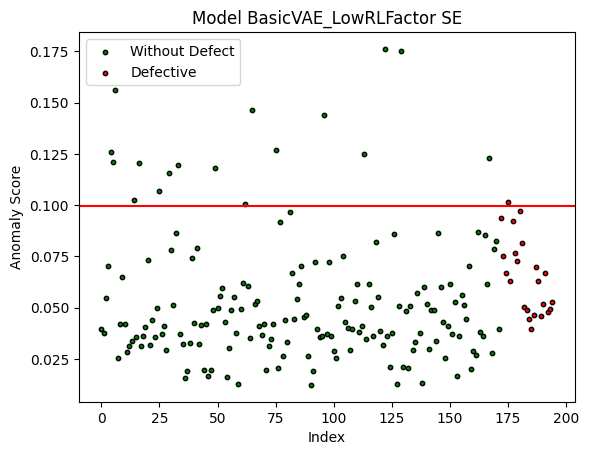 Model BasicVAE_LowRLFactor SE
Without Defect
Defective
Anomaly Score
0.175
0.150
0.125
0.100
0.075
0.050
0.025
0 25 50 75 100 125 150 175 200
Index